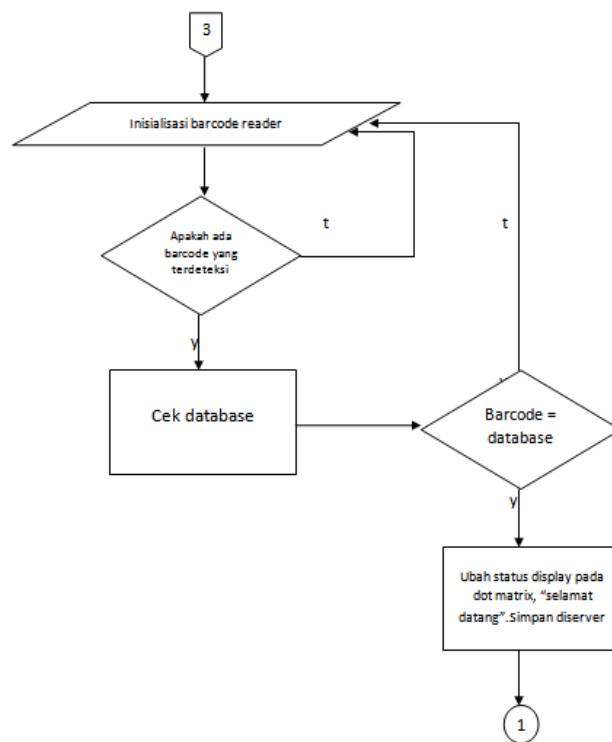 3
Inisialisasi barcode reader
Apakah ada
barcode yang
terdeteksi
t
t
y
Cek database
Barcode =
database
y
Ubah status display pada
dot matrix, “selamat
datang”.Simpan diserver
1